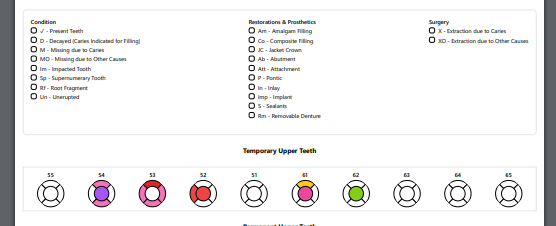 Condition
✓ - Present Teeth
D - Decayed (Caries Indicated for Filling)
M - Missing due to Caries
MO - Missing due to Other Causes
Im - Impacted Tooth
Sp - Supernumerary Tooth
Rf - Root Fragment
Un - Unerupted
Restorations & Prosthetics
Am - Amalgam Filling
Co - Composite Filling
JC - Jacket Crown
Ab - Abutment
Att - Attachment
P - Pontic
In - Inlay
Imp - Implant
S - Sealants
Rm - Removable Denture
Surgery
X - Extraction due to Caries
XO - Extraction due to Other Causes
Temporary Upper Teeth
55 54 53 52 51 61 62 63 64 65